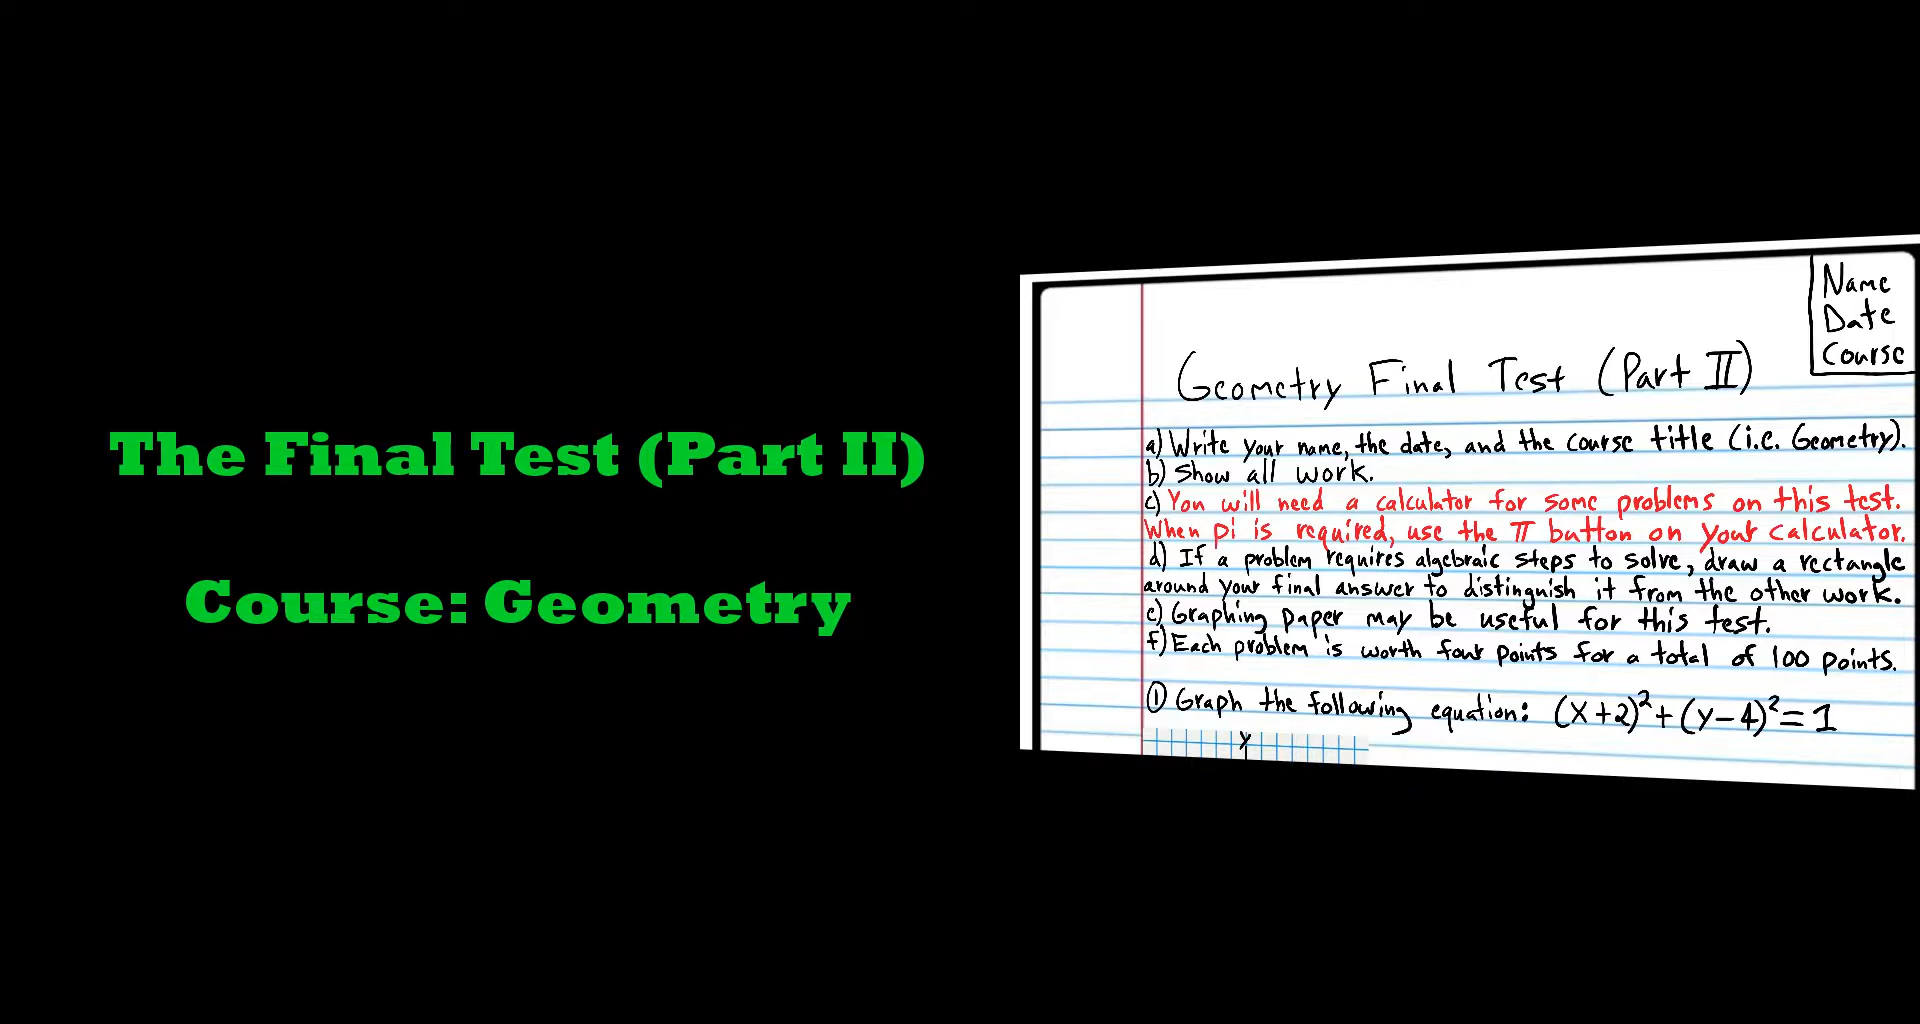 The Final Test (Part II)
Course: Geometry
Name
Date
Course
Geometry Final Test (Part II)
a) Write your name, the date, and the course title (i.e. Geometry).
b) Show all work.
c) You will need a calculator for some problems on this test.
When pi is required, use the π button on your calculator.
d) If a problem requires algebraic steps to solve, draw a rectangle
around your final answer to distinguish it from the other work.
e) Graphing paper may be useful for this test.
f) Each problem is worth four points for a total of 100 points.
① Graph the following equation: (x+2)²+(y−4)²=1
y